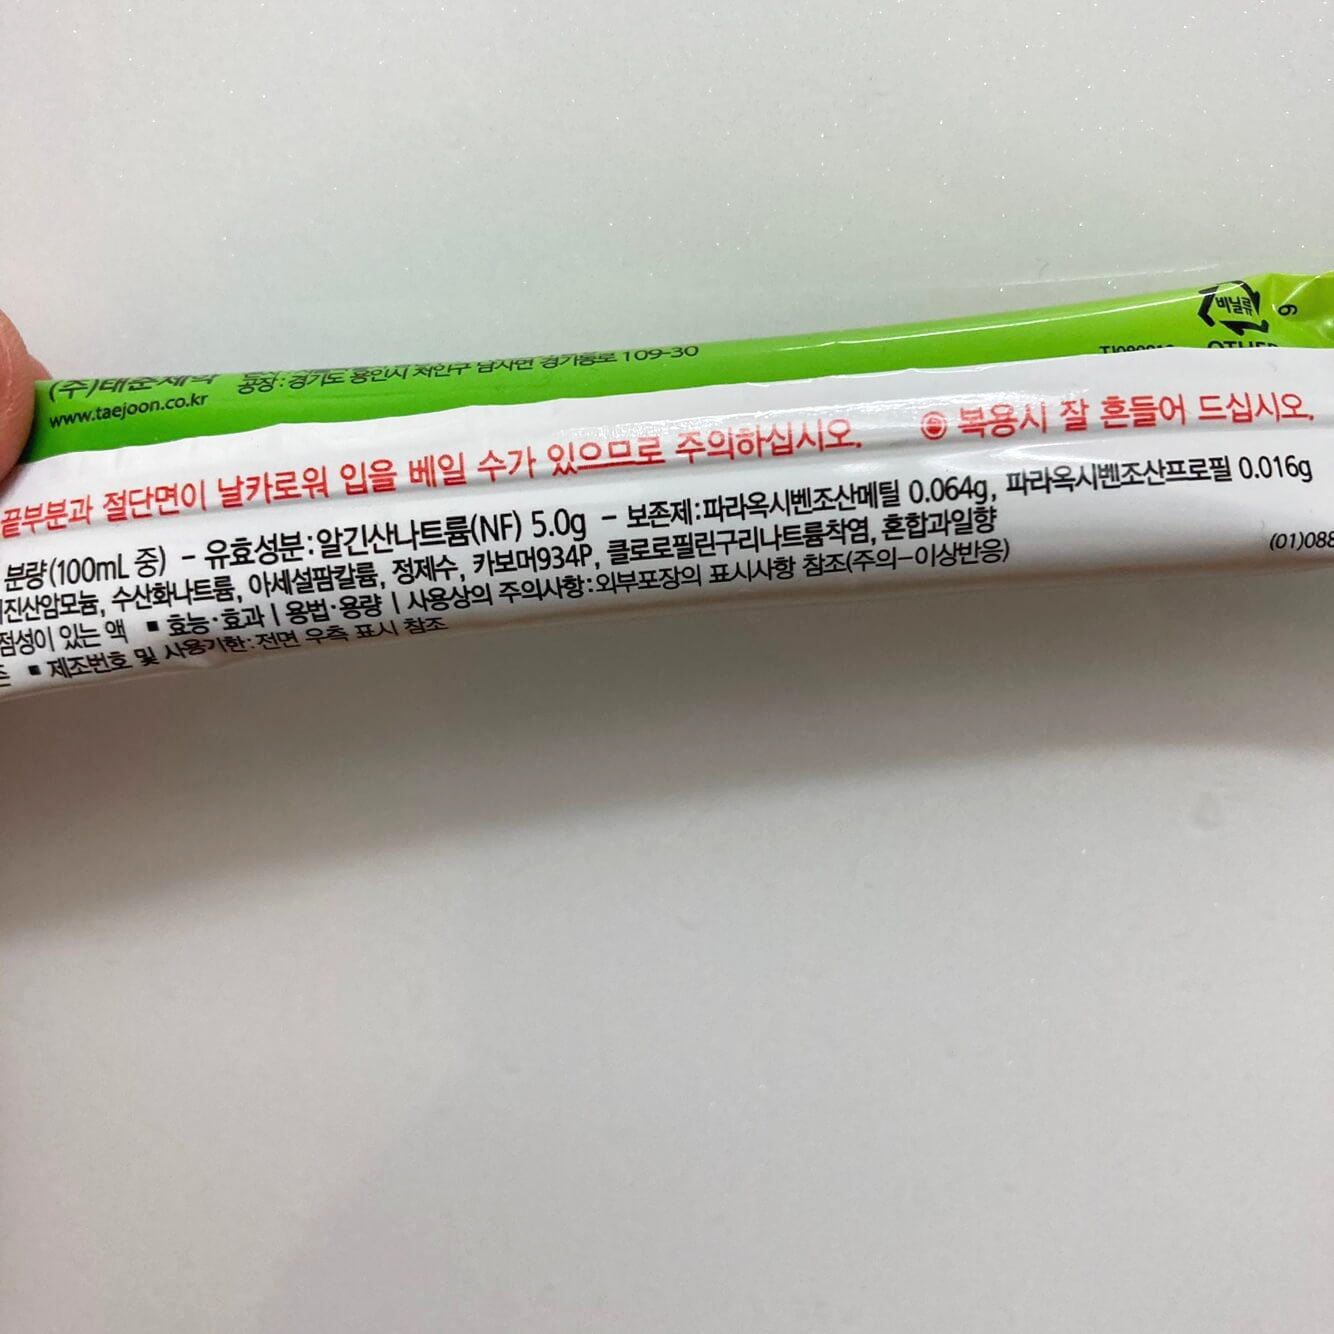 (주)태준제약
공장 : 경기도 용인시 처인구 남사면 경기동로 109-30
www.taejoon.co.kr
비닐류
OTHER
끝부분과 절단면이 날카로워 입을 베일 수가 있으므로 주의하십시오. ◉ 복용시 잘 흔들어 드십시오.
분량(100mL 중) - 유효성분:알긴산나트륨(NF) 5.0g - 보존제:파라옥시벤조산메틸 0.064g, 파라옥시벤조산프로필 0.016g
진산암모늄, 수산화나트륨, 아세설팜칼륨, 정제수, 카보머934P, 클로로필린구리나트륨착염, 혼합과일향
점성이 있는 액 ▪ 효능·효과 | 용법·용량 | 사용상의 주의사항:외부포장의 표시사항 참조(주의-이상반응)
(01)088
▪ 제조번호 및 사용기한:전면 우측 표시 참조